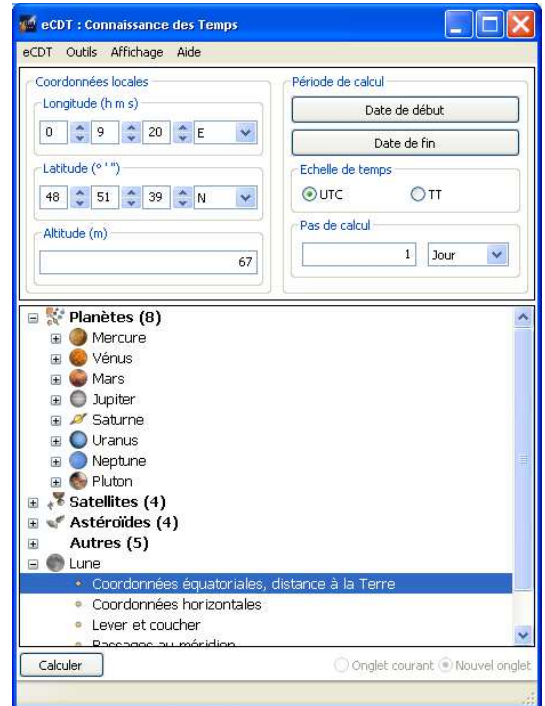 eCDT : Connaissance des Temps
eCDT Outils Affichage Aide
Coordonnées locales
Longitude (h m s)
0 9 20 E
Latitude (° ' ")
48 51 39 N
Altitude (m)
67
Période de calcul
Date de début
Date de fin
Echelle de temps
UTC TT
Pas de calcul
1 Jour
Planètes (8)
Mercure
Vénus
Mars
Jupiter
Saturne
Uranus
Neptune
Pluton
Satellites (4)
Astéroïdes (4)
Autres (5)
Lune
Coordonnées équatoriales, distance à la Terre
Coordonnées horizontales
Lever et coucher
Passages au méridien
Calculer Onglet courant Nouvel onglet